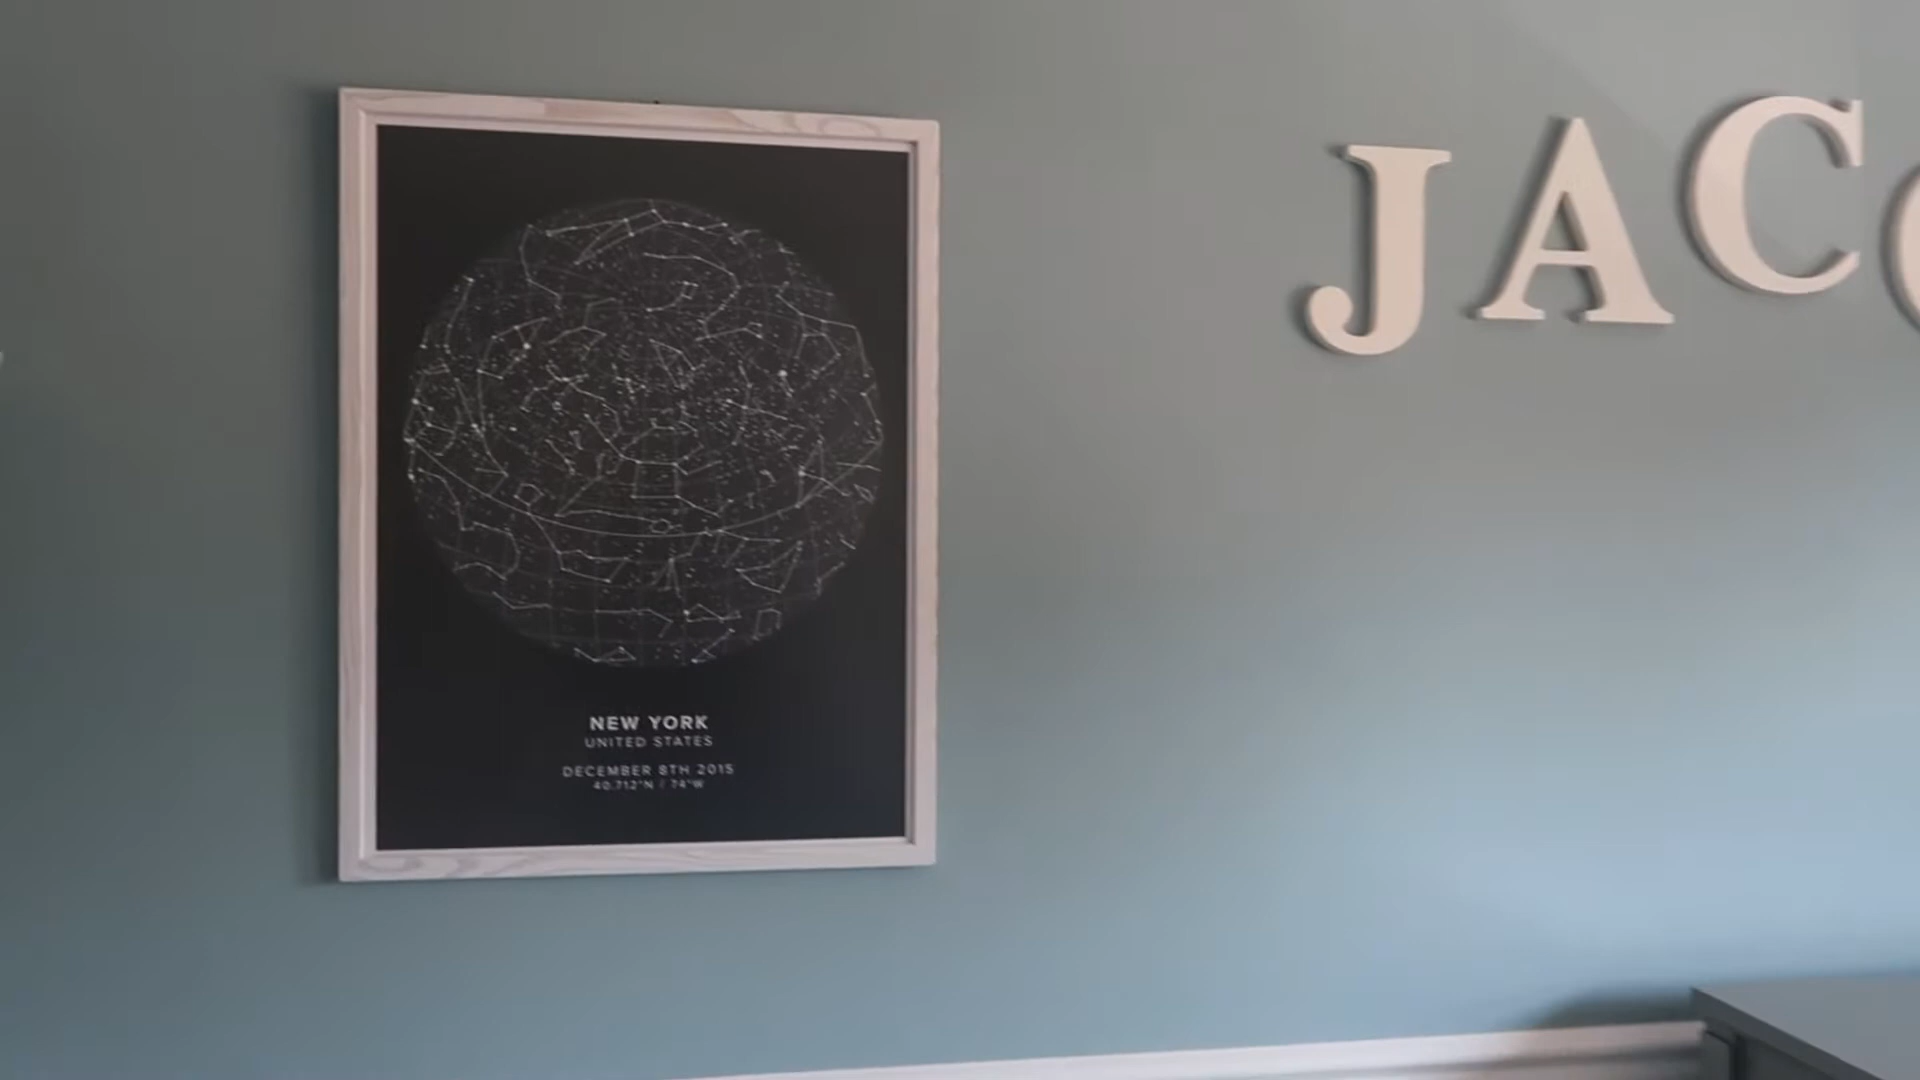 NEW YORK
UNITED STATES
DECEMBER 8TH 2015
40.712°N / 74°W
JAC